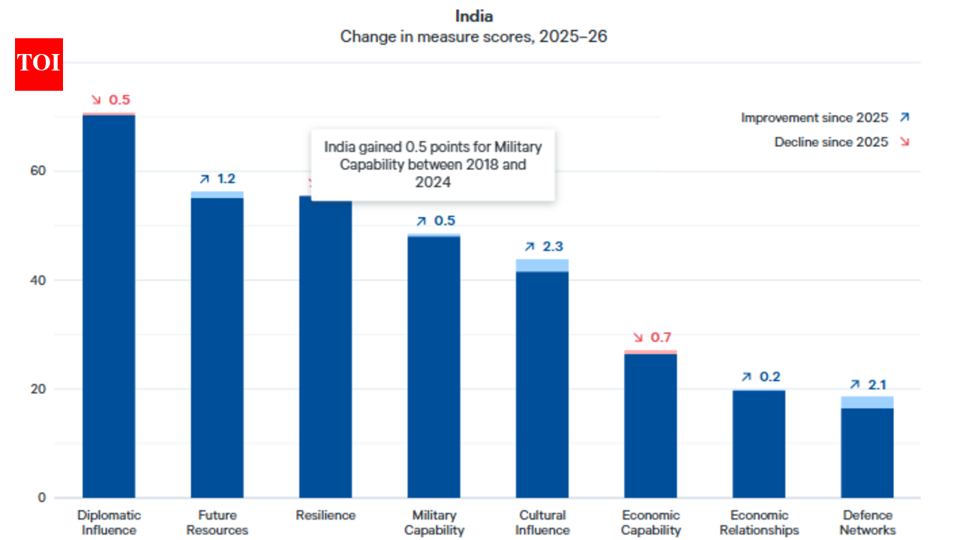 India
Change in measure scores, 2025–26
TOI
↘ 0.5
Improvement since 2025 ↗
Decline since 2025 ↘
India gained 0.5 points for Military
Capability between 2018 and
2024
60
↗ 1.2
↗ 0.5
↗ 2.3
40
↘ 0.7
20
↗ 0.2
↗ 2.1
0
Diplomatic
Influence
Future
Resources
Resilience
Military
Capability
Cultural
Influence
Economic
Capability
Economic
Relationships
Defence
Networks